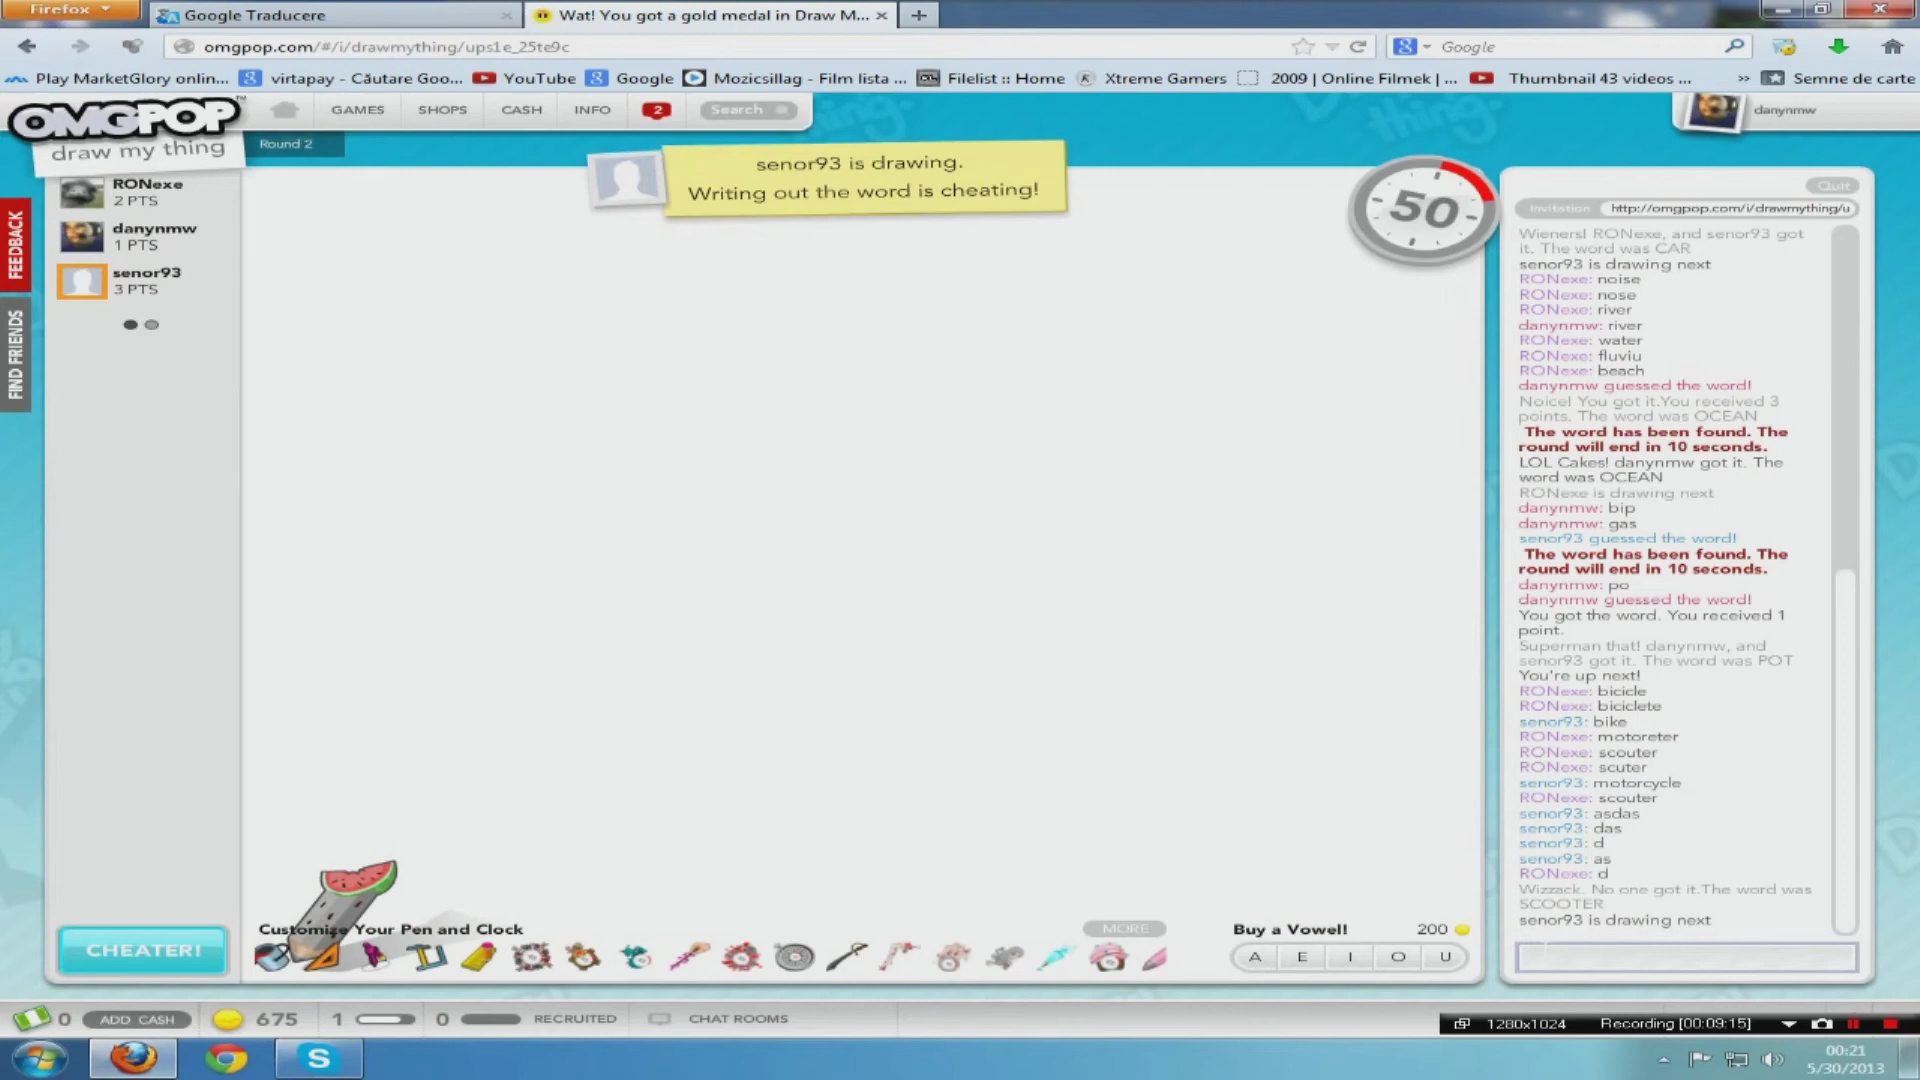 Firefox
Google Traducere
Wat! You got a gold medal in Draw M...
omgpop.com/#/i/drawmything/ups1e_25te9c
Google
Play MarketGlory onlin...
virtapay - Căutare Goo...
YouTube
Google
Mozicsillag - Film lista ...
Filelist :: Home
Xtreme Gamers
2009 | Online Filmek | ...
Thumbnail 43 videos ...
Semne de carte
OMGPOP
GAMES
SHOPS
CASH
INFO
2
Search
danynmw
draw my thing
Round 2
senor93 is drawing.
Writing out the word is cheating!
50
FEEDBACK
FIND FRIENDS
RONexe
2 PTS
danynmw
1 PTS
senor93
3 PTS
Quit
Invitation
http://omgpop.com/i/drawmything/u
Wieners! RONexe, and senor93 got
it. The word was CAR
senor93 is drawing next
RONexe: noise
RONexe: nose
RONexe: river
danynmw: river
RONexe: water
RONexe: fluviu
RONexe: beach
danynmw guessed the word!
Noice! You got it.You received 3
points. The word was OCEAN
The word has been found. The
round will end in 10 seconds.
LOL Cakes! danynmw got it. The
word was OCEAN
RONexe is drawing next
danynmw: bip
danynmw: gas
senor93 guessed the word!
The word has been found. The
round will end in 10 seconds.
danynmw: po
danynmw guessed the word!
You got the word. You received 1
point.
Superman that! danynmw, and
senor93 got it. The word was POT
You're up next!
RONexe: bicicle
RONexe: biciclete
senor93: bike
RONexe: motoreter
RONexe: scouter
RONexe: scuter
senor93: motorcycle
RONexe: scouter
senor93: asdas
senor93: das
senor93: d
senor93: as
RONexe: d
Wizzack. No one got it.The word was
SCOOTER
senor93 is drawing next
CHEATER!
Customize Your Pen and Clock
MORE
Buy a Vowel!
200
A E I O U
0
ADD CASH
675
1
0
RECRUITED
CHAT ROOMS
1280x1024
Recording [00:09:15]
00:21
5/30/2013